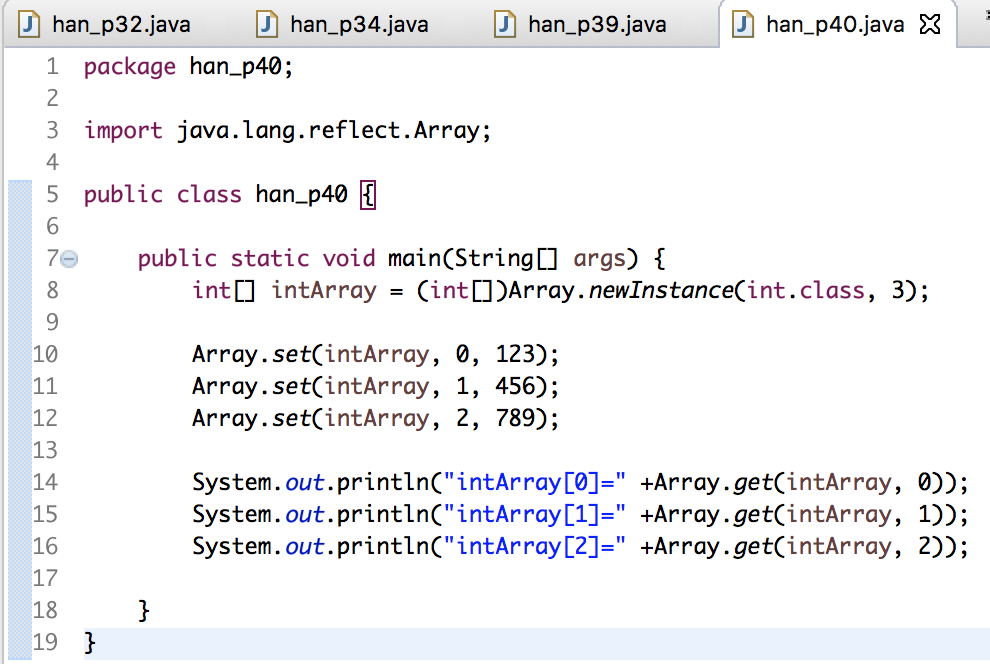 han_p32.java han_p34.java han_p39.java han_p40.java
1 package han_p40;
2
3 import java.lang.reflect.Array;
4
5 public class han_p40 {
6
7 public static void main(String[] args) {
8 int[] intArray = (int[])Array.newInstance(int.class, 3);
9
10 Array.set(intArray, 0, 123);
11 Array.set(intArray, 1, 456);
12 Array.set(intArray, 2, 789);
13
14 System.out.println("intArray[0]=" +Array.get(intArray, 0));
15 System.out.println("intArray[1]=" +Array.get(intArray, 1));
16 System.out.println("intArray[2]=" +Array.get(intArray, 2));
17
18 }
19 }